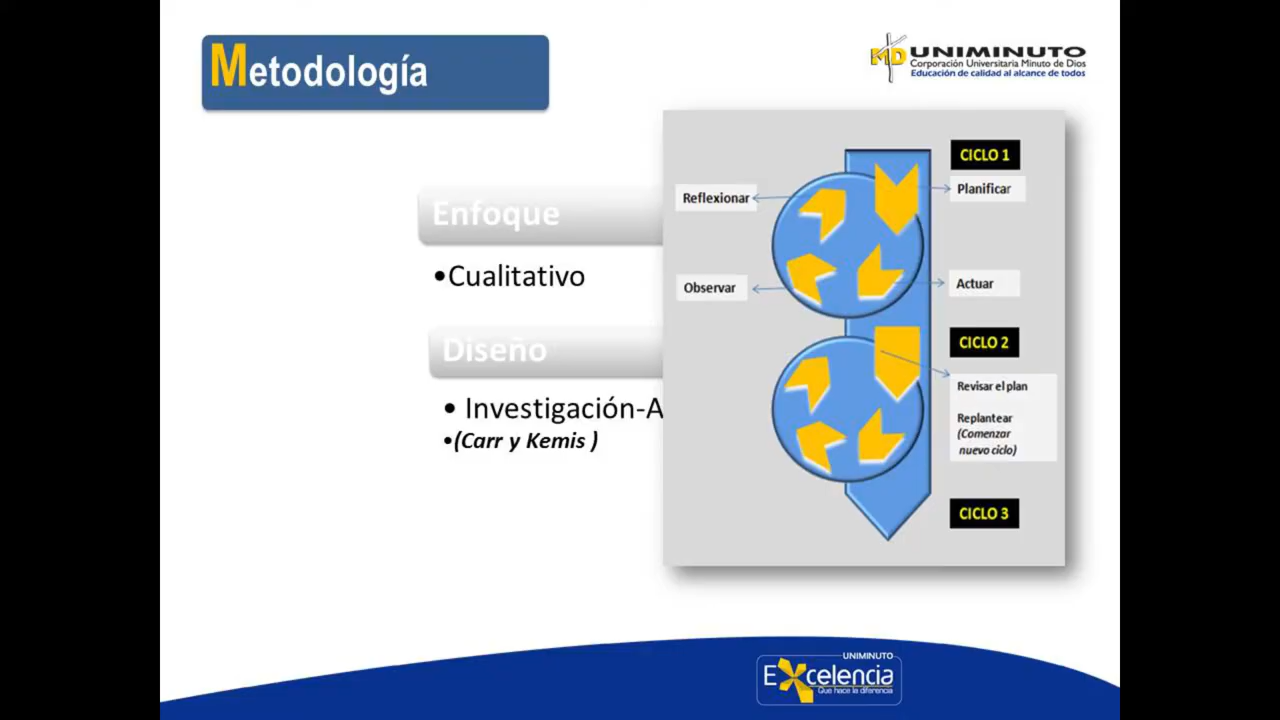 Metodología
MD UNIMINUTO
Corporación Universitaria Minuto de Dios
Educación de calidad al alcance de todos
Enfoque
•Cualitativo
Diseño
• Investigación-A
•(Carr y Kemis )
CICLO 1
Planificar
Reflexionar
Observar
Actuar
CICLO 2
Revisar el plan
Replantear
(Comenzar
nuevo ciclo)
CICLO 3
UNIMINUTO
EXcelencia
Que hace la diferencia